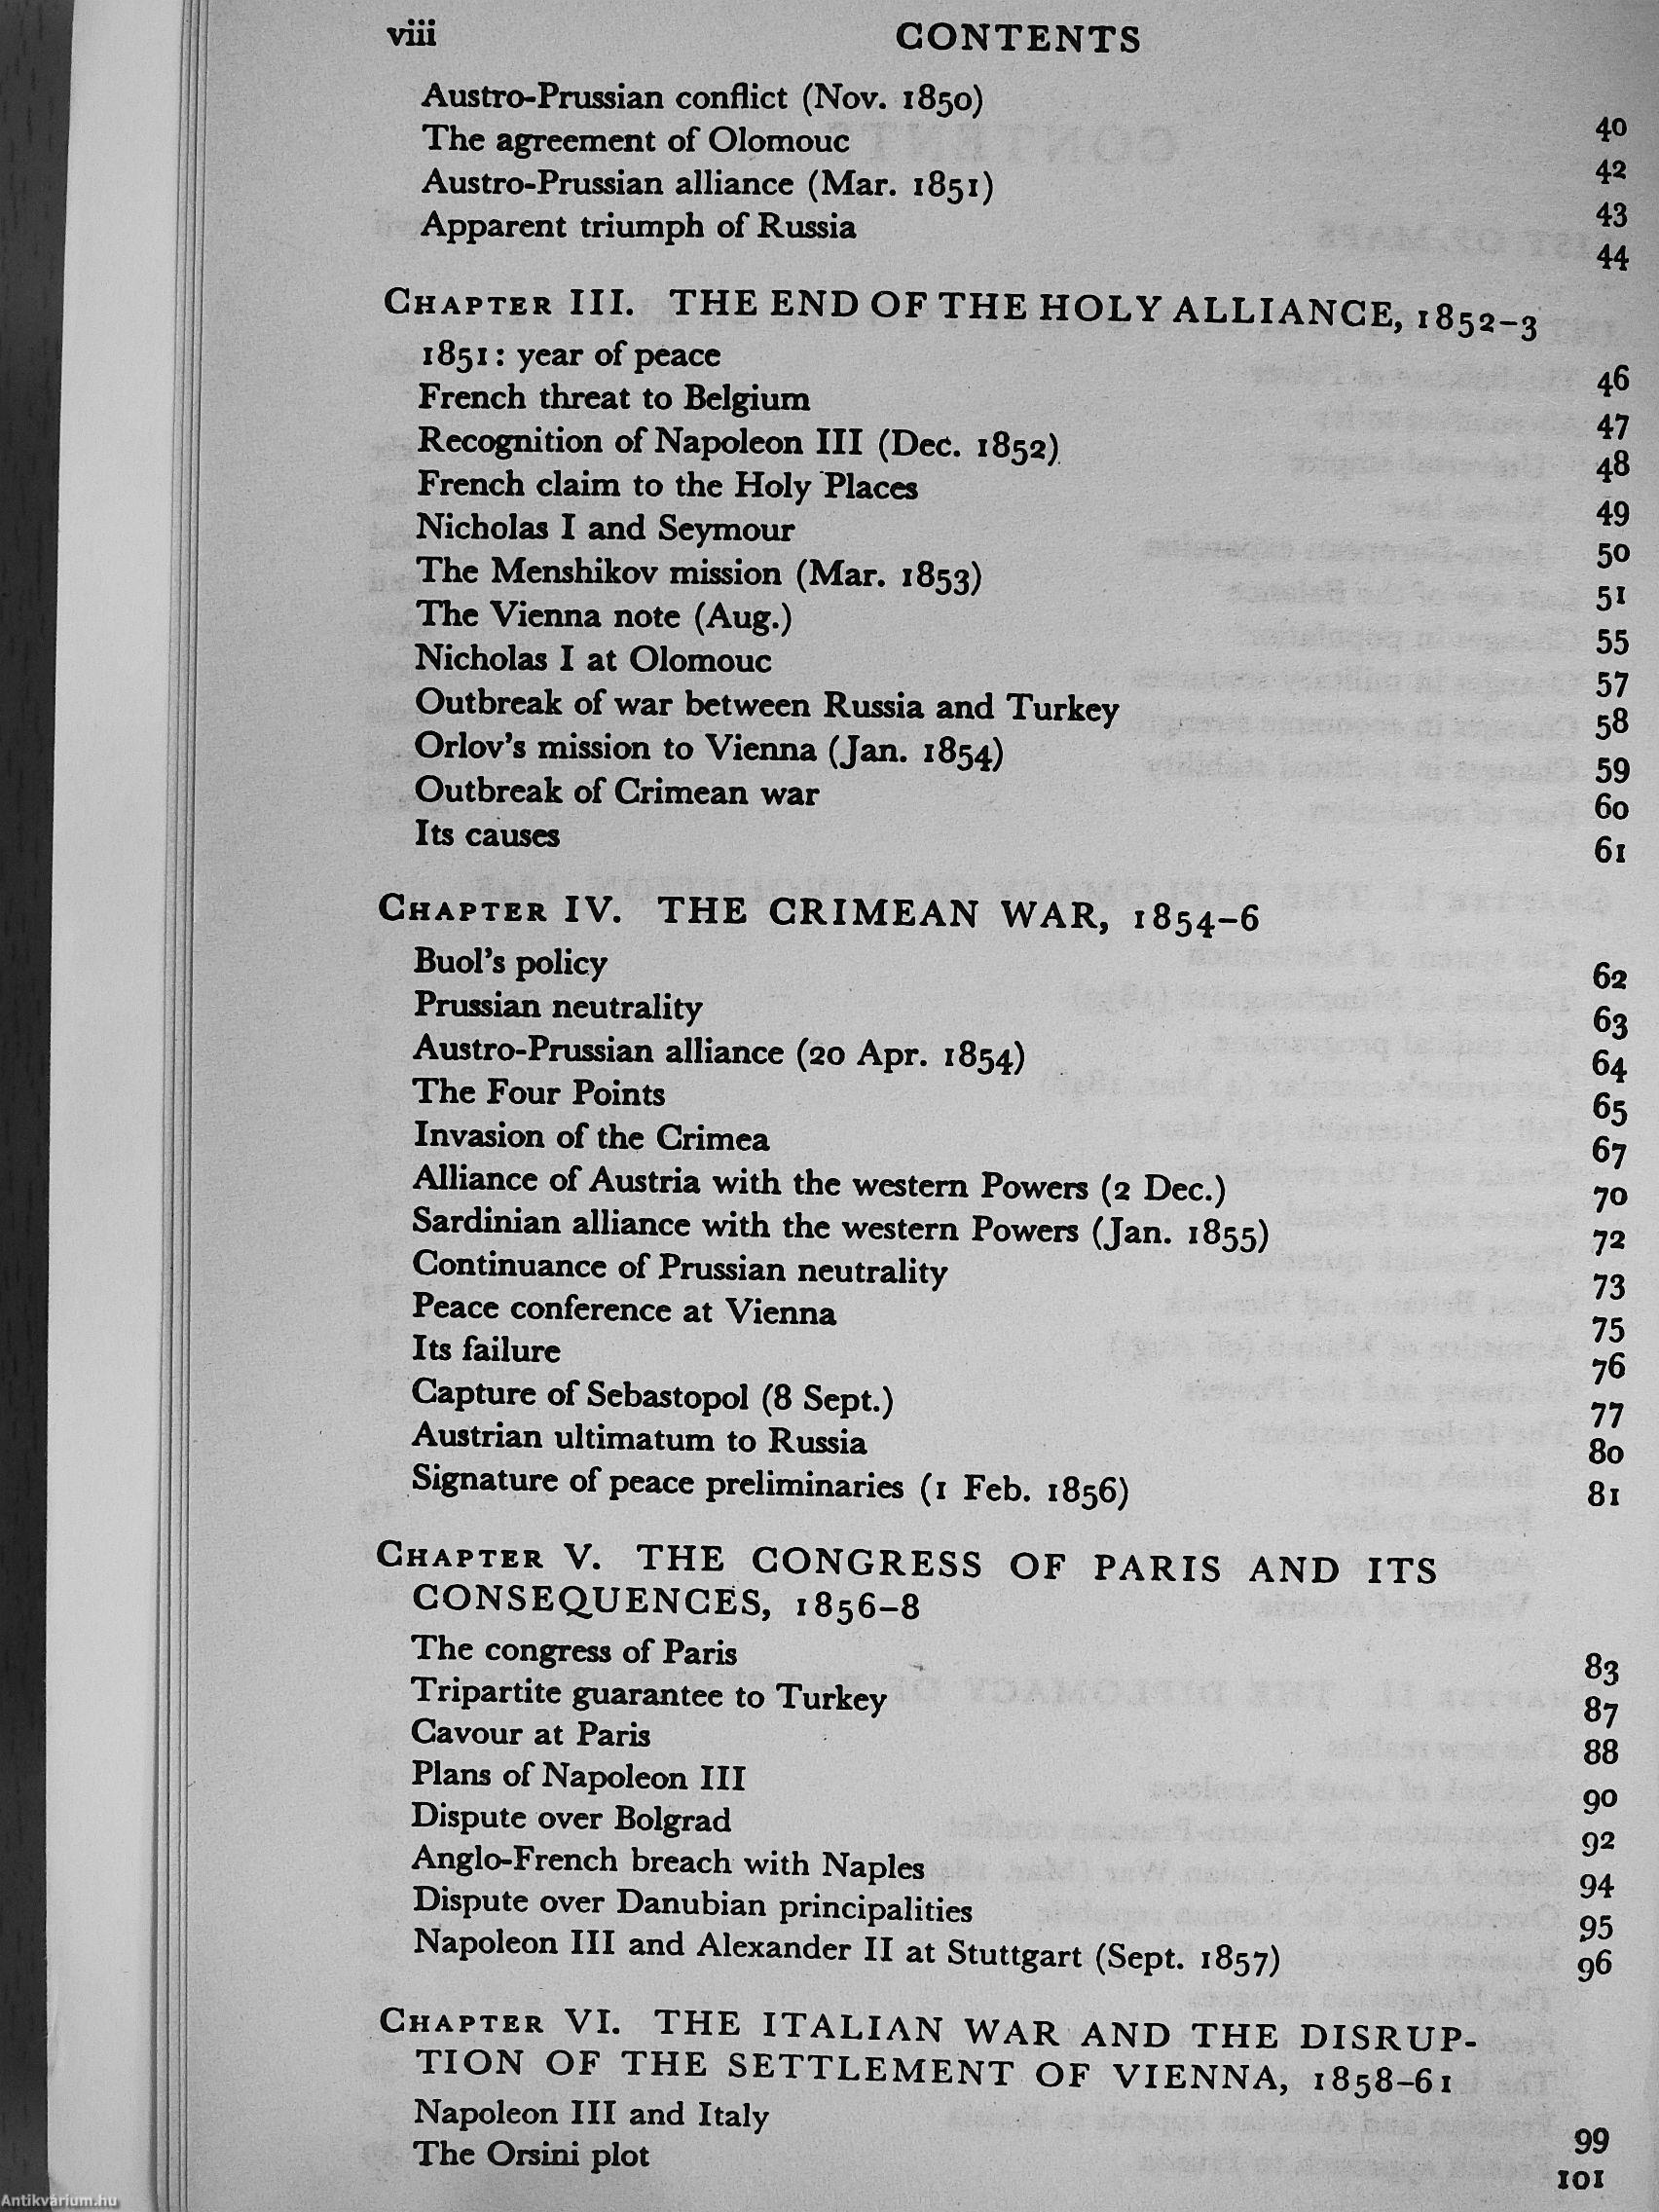 viii CONTENTS
Austro-Prussian conflict (Nov. 1850) 40
The agreement of Olomouc 42
Austro-Prussian alliance (Mar. 1851) 43
Apparent triumph of Russia 44
CHAPTER III. THE END OF THE HOLY ALLIANCE, 1852–3
1851: year of peace 46
French threat to Belgium 47
Recognition of Napoleon III (Dec. 1852) 48
French claim to the Holy Places 49
Nicholas I and Seymour 50
The Menshikov mission (Mar. 1853) 51
The Vienna note (Aug.) 55
Nicholas I at Olomouc 57
Outbreak of war between Russia and Turkey 58
Orlov's mission to Vienna (Jan. 1854) 59
Outbreak of Crimean war 60
Its causes 61
CHAPTER IV. THE CRIMEAN WAR, 1854–6
Buol's policy 62
Prussian neutrality 63
Austro-Prussian alliance (20 Apr. 1854) 64
The Four Points 65
Invasion of the Crimea 67
Alliance of Austria with the western Powers (2 Dec.) 70
Sardinian alliance with the western Powers (Jan. 1855) 72
Continuance of Prussian neutrality 73
Peace conference at Vienna 75
Its failure 76
Capture of Sebastopol (8 Sept.) 77
Austrian ultimatum to Russia 80
Signature of peace preliminaries (1 Feb. 1856) 81
CHAPTER V. THE CONGRESS OF PARIS AND ITS
CONSEQUENCES, 1856–8
The congress of Paris 83
Tripartite guarantee to Turkey 87
Cavour at Paris 88
Plans of Napoleon III 90
Dispute over Bolgrad 92
Anglo-French breach with Naples 94
Dispute over Danubian principalities 95
Napoleon III and Alexander II at Stuttgart (Sept. 1857) 96
CHAPTER VI. THE ITALIAN WAR AND THE DISRUP-
TION OF THE SETTLEMENT OF VIENNA, 1858–61
Napoleon III and Italy 99
The Orsini plot 101
Antikvárium.hu